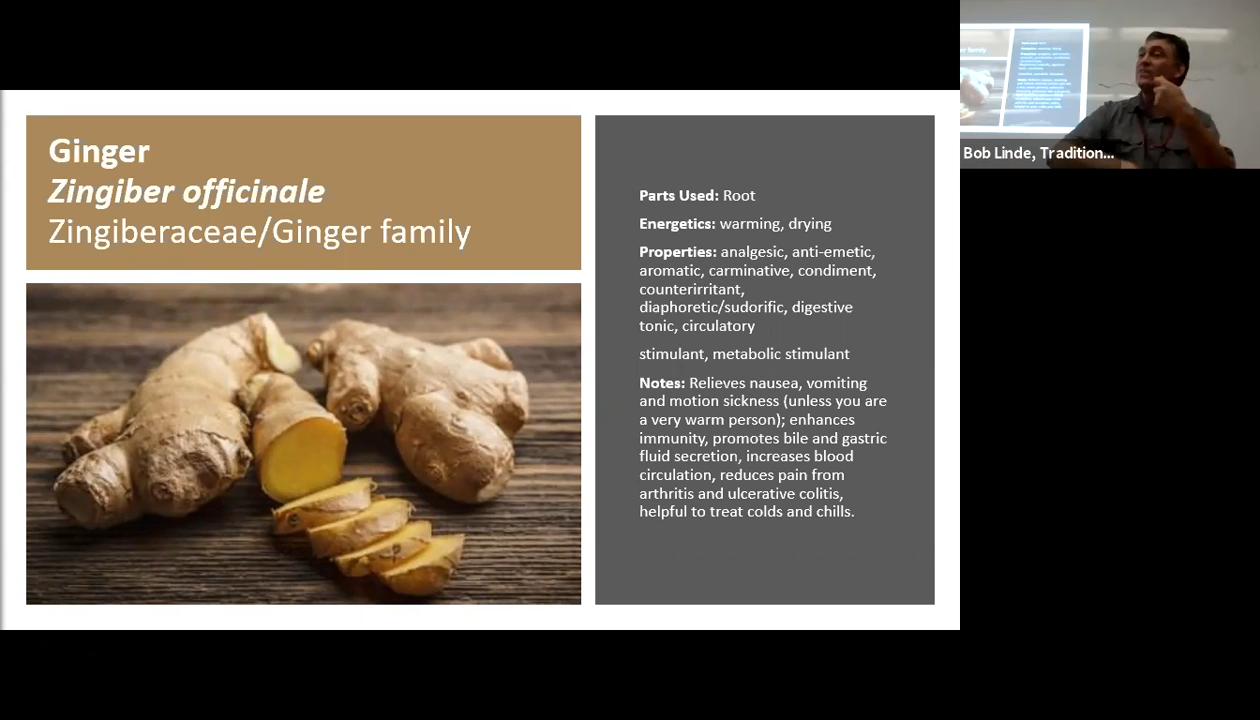 Ginger
Zingiber officinale
Zingiberaceae/Ginger family
Parts Used: Root
Energetics: warming, drying
Properties: analgesic, anti-emetic,
aromatic, carminative, condiment,
counterirritant,
diaphoretic/sudorific, digestive
tonic, circulatory
stimulant, metabolic stimulant
Notes: Relieves nausea, vomiting
and motion sickness (unless you are
a very warm person); enhances
immunity, promotes bile and gastric
fluid secretion, increases blood
circulation, reduces pain from
arthritis and ulcerative colitis,
helpful to treat colds and chills.
Bob Linde, Tradition...